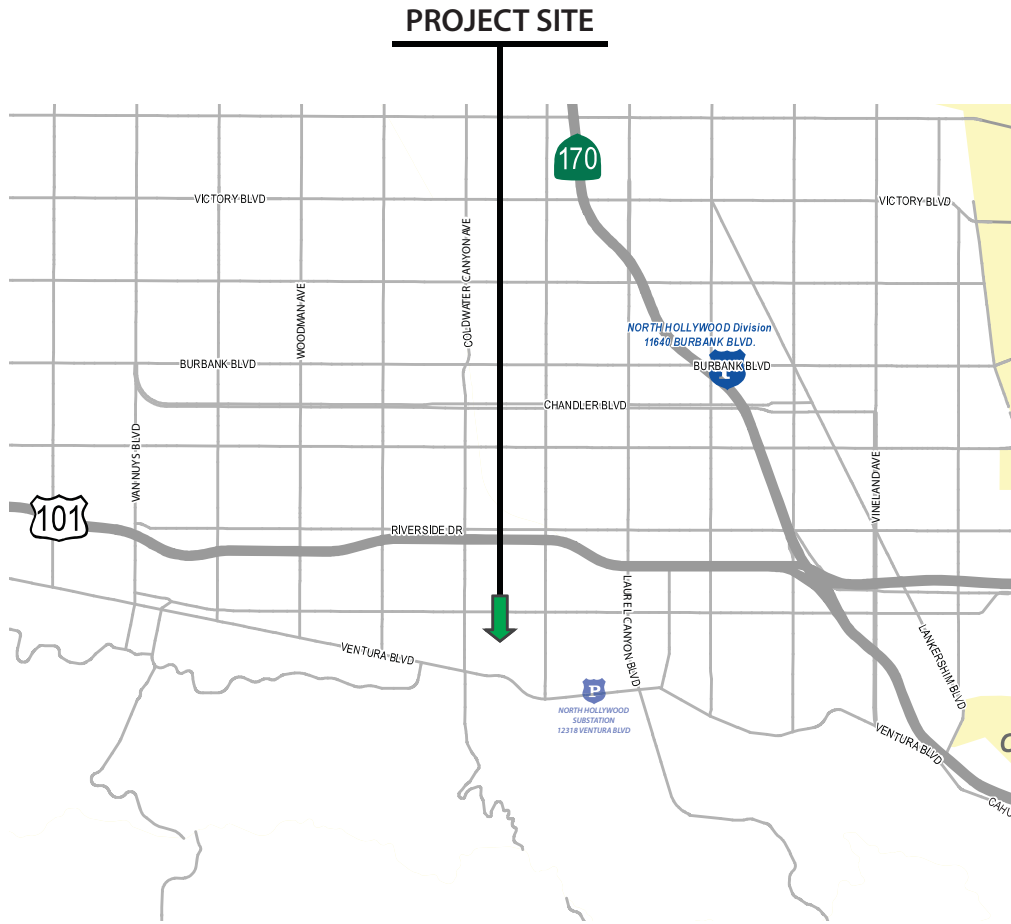 PROJECT SITE
170
VICTORY BLVD
VICTORY BLVD
COLDWATER CANYON AVE
WOODMAN AVE
NORTH HOLLYWOOD Division
11640 BURBANK BLVD.
BURBANK BLVD
BURBANK BLVD
CHANDLER BLVD
VAN NUYS BLVD
VINELAND AVE
101
RIVERSIDE DR
LAUREL CANYON BLVD
LANKERSHIM BLVD
VENTURA BLVD
P
NORTH HOLLYWOOD
SUBSTATION
12318 VENTURA BLVD
VENTURA BLVD